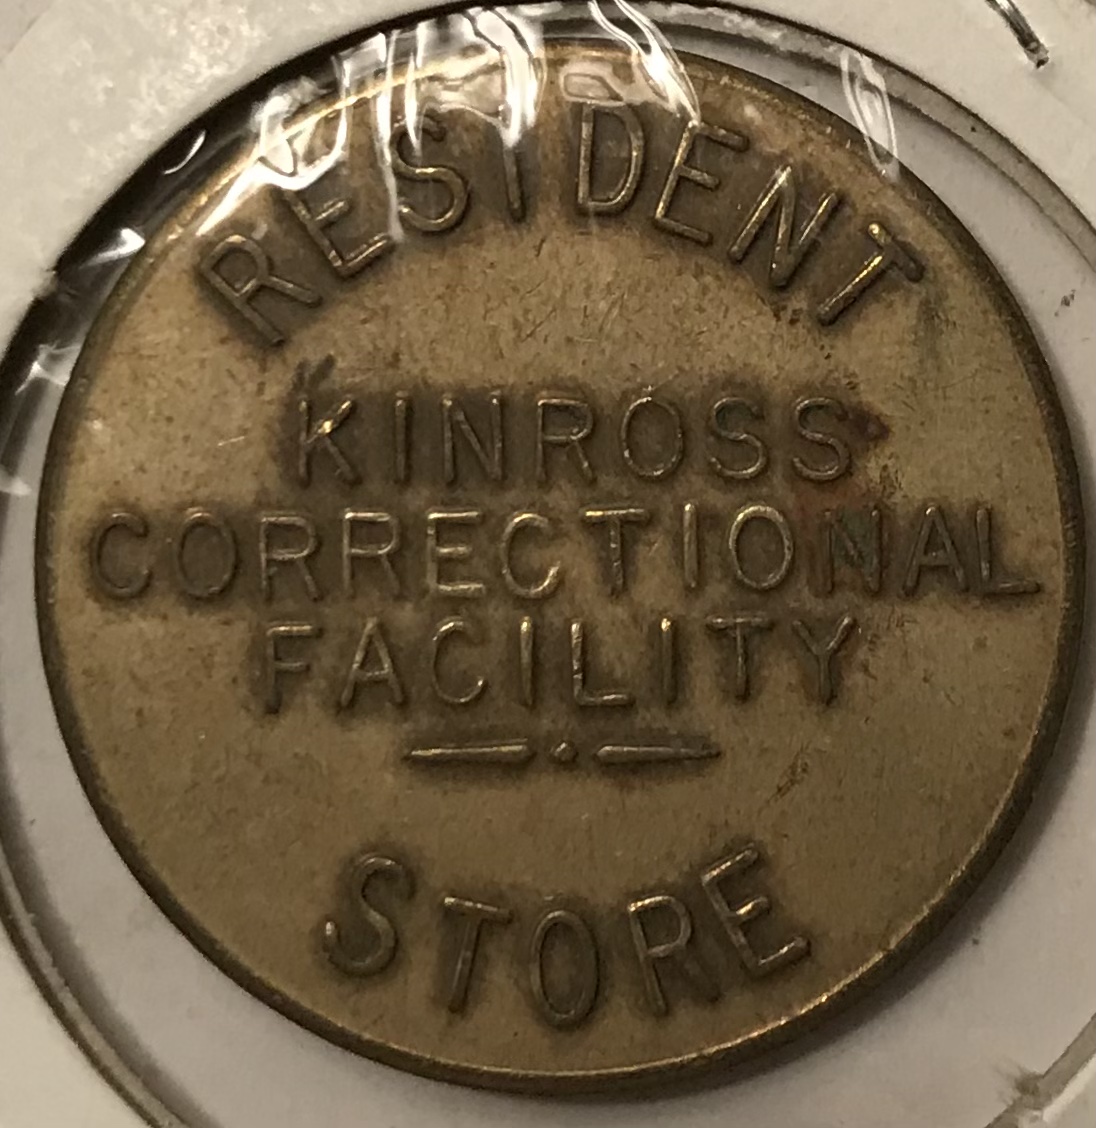 RESIDENT
KINROSS
CORRECTIONAL
FACILITY
STORE